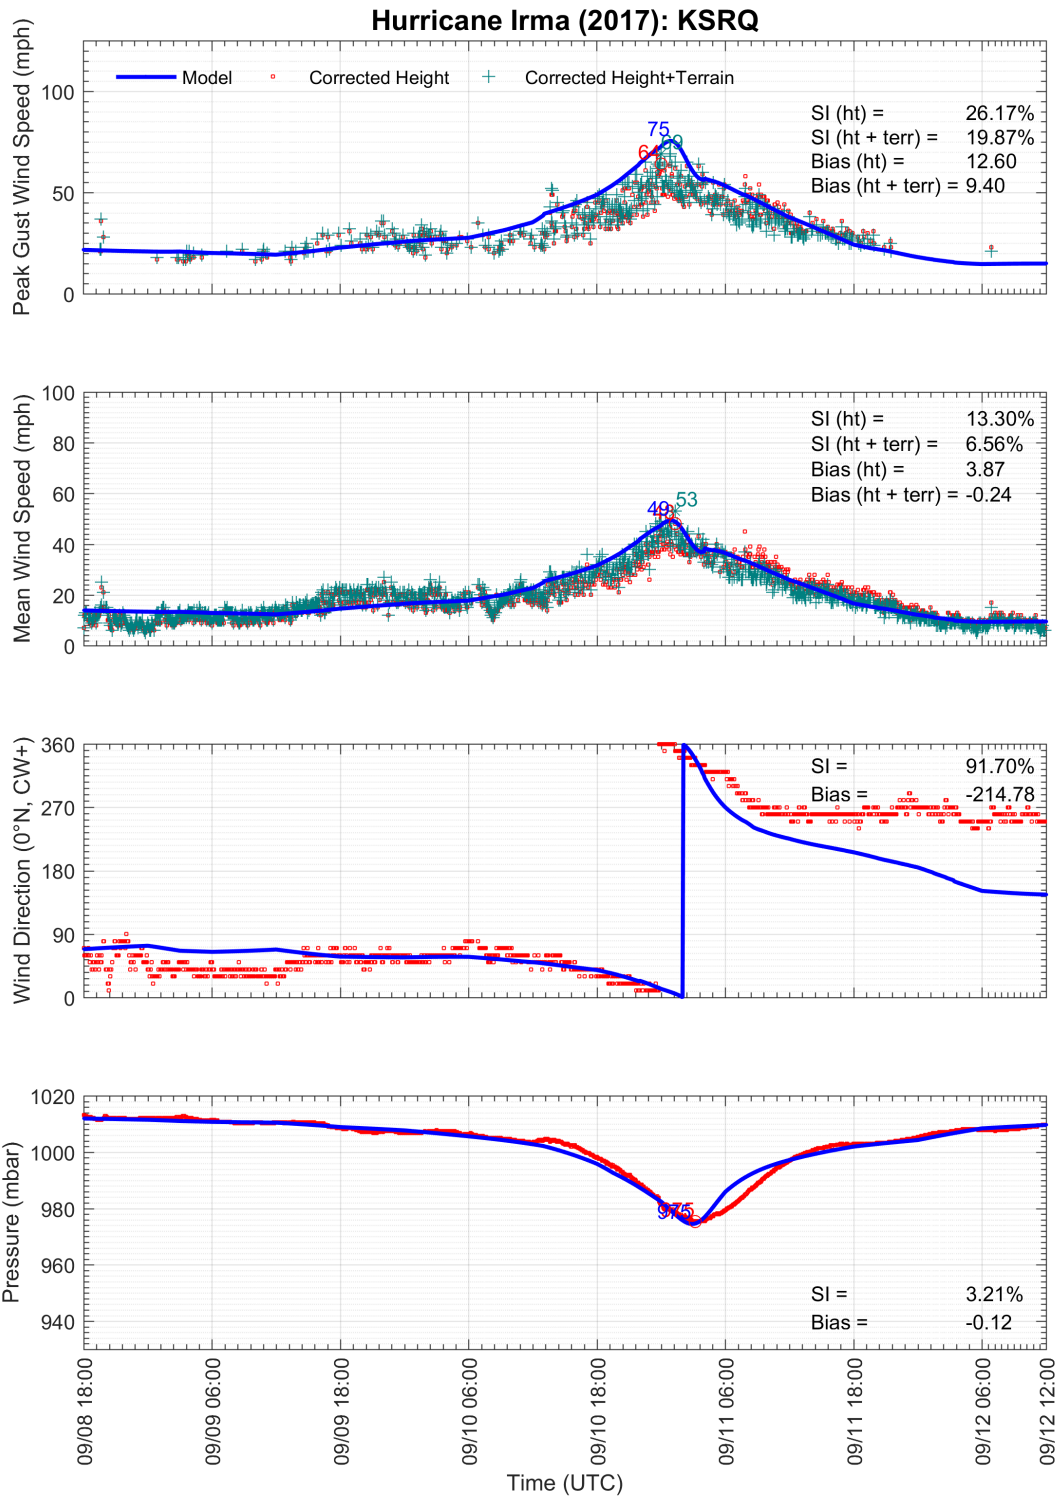 Hurricane Irma (2017): KSRQ
Peak Gust Wind Speed (mph)
100
50
0
Model
Corrected Height
Corrected Height+Terrain
75
69
64
SI (ht) = 26.17%
SI (ht + terr) = 19.87%
Bias (ht) = 12.60
Bias (ht + terr) = 9.40
Mean Wind Speed (mph)
100
80
60
40
20
0
49
53
SI (ht) = 13.30%
SI (ht + terr) = 6.56%
Bias (ht) = 3.87
Bias (ht + terr) = -0.24
Wind Direction (0°N, CW+)
360
270
180
90
0
SI = 91.70%
Bias = -214.78
Pressure (mbar)
1020
1000
980
960
940
975
975
SI = 3.21%
Bias = -0.12
09/08 18:00
09/09 06:00
09/09 18:00
09/10 06:00
09/10 18:00
09/11 06:00
09/11 18:00
09/12 06:00
09/12 12:00
Time (UTC)